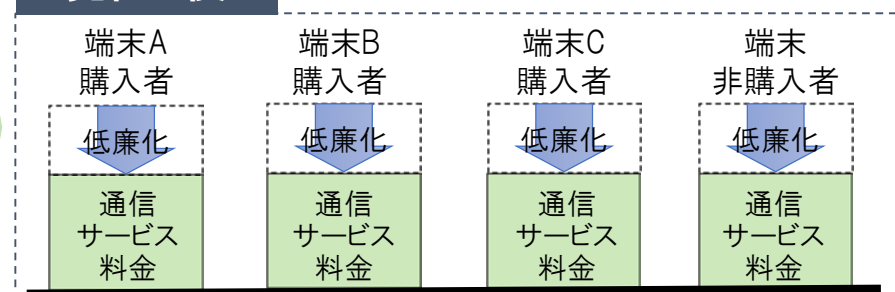 端末A
購入者
端末B
購入者
端末C
購入者
端末
非購入者
低廉化
低廉化
低廉化
低廉化
通信
サービス
料金
通信
サービス
料金
通信
サービス
料金
通信
サービス
料金